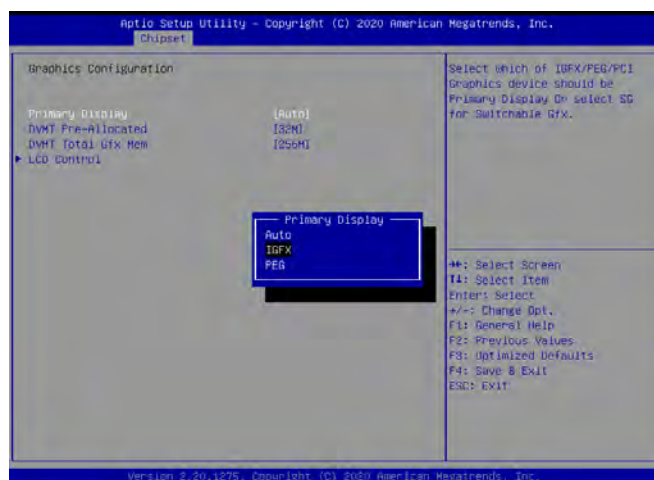 Aptio Setup Utility - Copyright (C) 2020 American Megatrends, Inc.
Chipset
Graphics Configuration
Primary Display [Auto]
DVMT Pre-Allocated [32M]
DVMT Total Gfx Mem [256M]
LCD Control
Primary Display
Auto
IGFX
PEG
Select which of IGFX/PEG/PCI
Graphics device should be
Primary Display Or select SG
for Switchable Gfx.
→←: Select Screen
↑↓: Select Item
Enter: Select
+/-: Change Opt.
F1: General Help
F2: Previous Values
F3: Optimized Defaults
F4: Save & Exit
ESC: Exit
Version 2.20.1275. Copyright (C) 2020 American Megatrends, Inc.